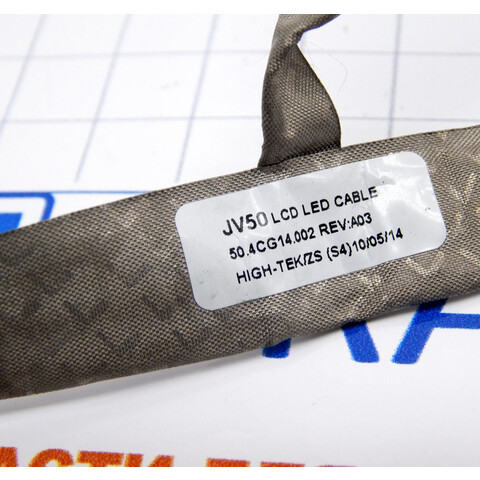 JV50 LCD LED CABLE
50.4CG14.002 REV:A03
HIGH-TEK/ZS (S4)10/05/14